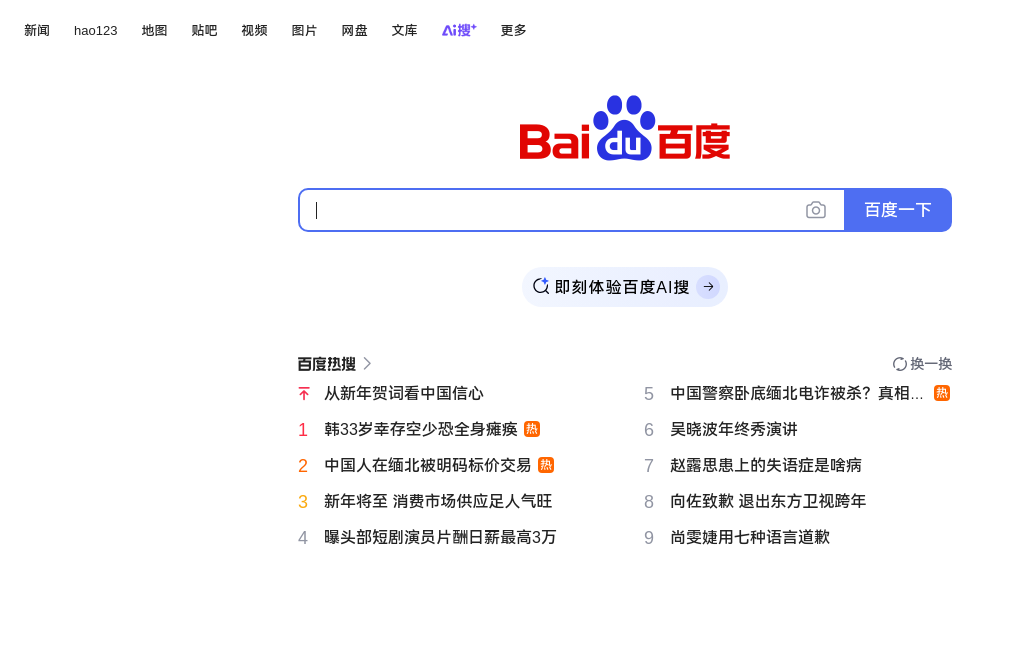 新闻 hao123 地图 贴吧 视频 图片 网盘 文库 Ai搜+ 更多
Bai du 百度
百度一下
即刻体验百度AI搜
百度热搜
换一换
从新年贺词看中国信心
1 韩33岁幸存空少恐全身瘫痪 热
2 中国人在缅北被明码标价交易 热
3 新年将至 消费市场供应足人气旺
4 曝头部短剧演员片酬日薪最高3万
5 中国警察卧底缅北电诈被杀？真相... 热
6 吴晓波年终秀演讲
7 赵露思患上的失语症是啥病
8 向佐致歉 退出东方卫视跨年
9 尚雯婕用七种语言道歉